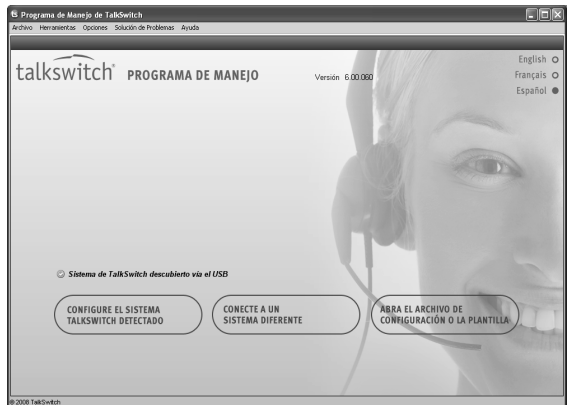 ts Programa de Manejo de TalkSwitch
Archivo Herramientas Opciones Solución de Problemas Ayuda
talkswitch® PROGRAMA DE MANEJO
Versión 6.00.060
English
Français
Español
Sistema de TalkSwitch descubierto vía el USB
CONFIGURE EL SISTEMA
TALKSWITCH DETECTADO
CONECTE A UN
SISTEMA DIFERENTE
ABRA EL ARCHIVO DE
CONFIGURACIÓN O LA PLANTILLA
© 2008 TalkSwitch